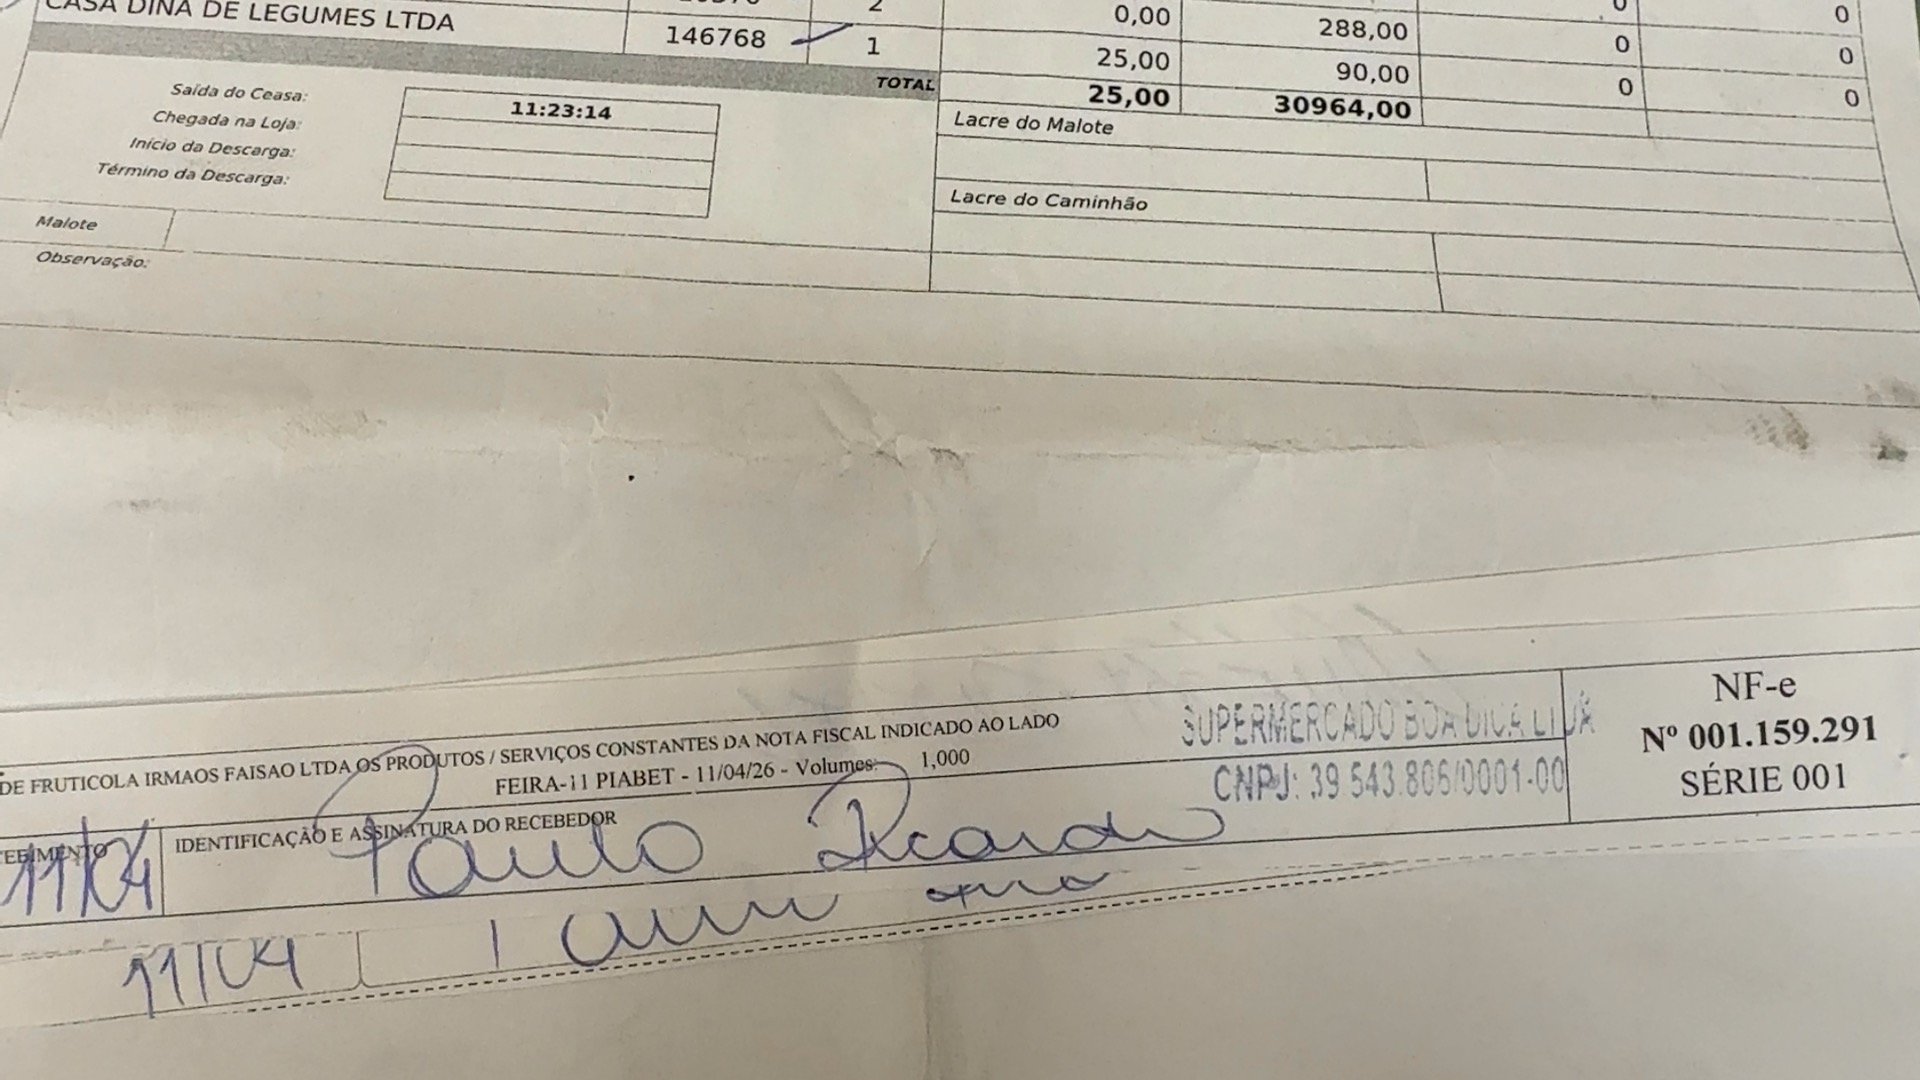 CASA DINA DE LEGUMES LTDA 146768 1 25,00 90,00 0 0
2 0,00 288,00 0 0
TOTAL 25,00 30964,00 0 0
Saída do Ceasa: 11:23:14
Chegada na Loja:
Início da Descarga:
Término da Descarga:
Lacre do Malote
Lacre do Caminhão
Malote
Observação:
DE FRUTICOLA IRMAOS FAISAO LTDA OS PRODUTOS / SERVIÇOS CONSTANTES DA NOTA FISCAL INDICADO AO LADO
FEIRA-11 PIABET - 11/04/26 - Volumes: 1,000
SUPERMERCADO BOA DICA LTDA
CNPJ: 39 543.806/0001-00
NF-e
Nº 001.159.291
SÉRIE 001
IDENTIFICAÇÃO E ASSINATURA DO RECEBEDOR
11/04 Paulo Ricardo
11/04